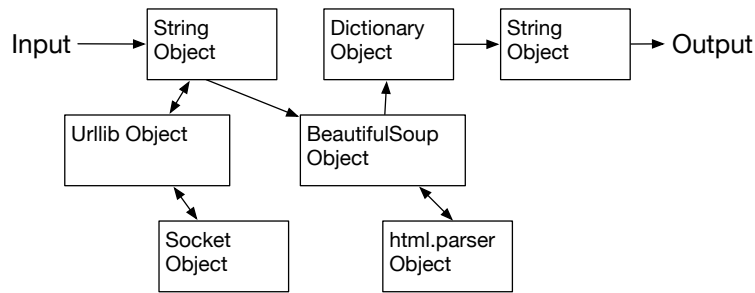 Input
String
Object
Dictionary
Object
String
Object
Output
Urllib Object
BeautifulSoup
Object
Socket
Object
html.parser
Object